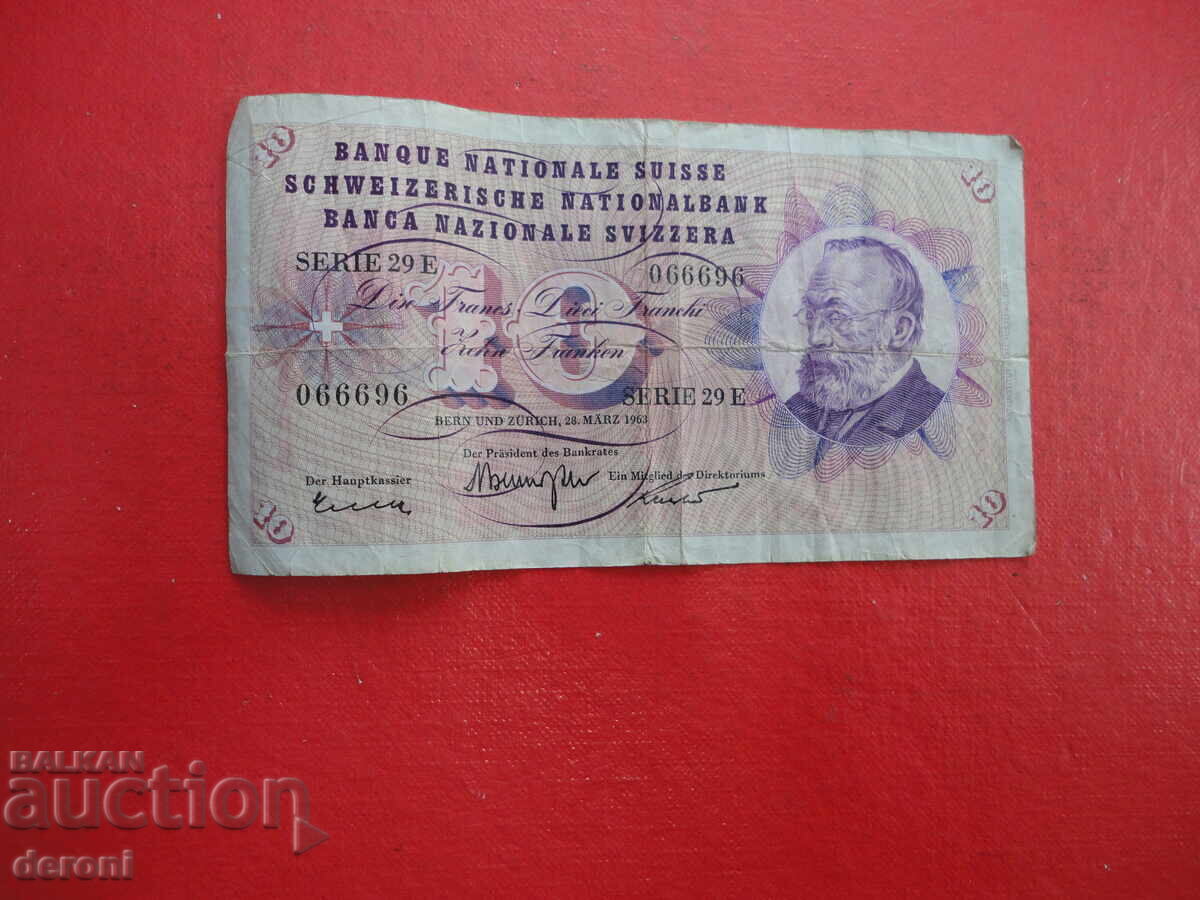 10 10
BANQUE NATIONALE SUISSE
SCHWEIZERISCHE NATIONALBANK
BANCA NAZIONALE SVIZZERA
SERIE 29 E 066696
Dix Francs Dieci Franchi
10
Zehn Franken
066696 SERIE 29 E
BERN UND ZÜRICH, 28. MÄRZ 1963
Der Präsident des Bankrates
Der Hauptkassier Ein Mitglied des Direktoriums
10 10
BALKAN
auction
deroni